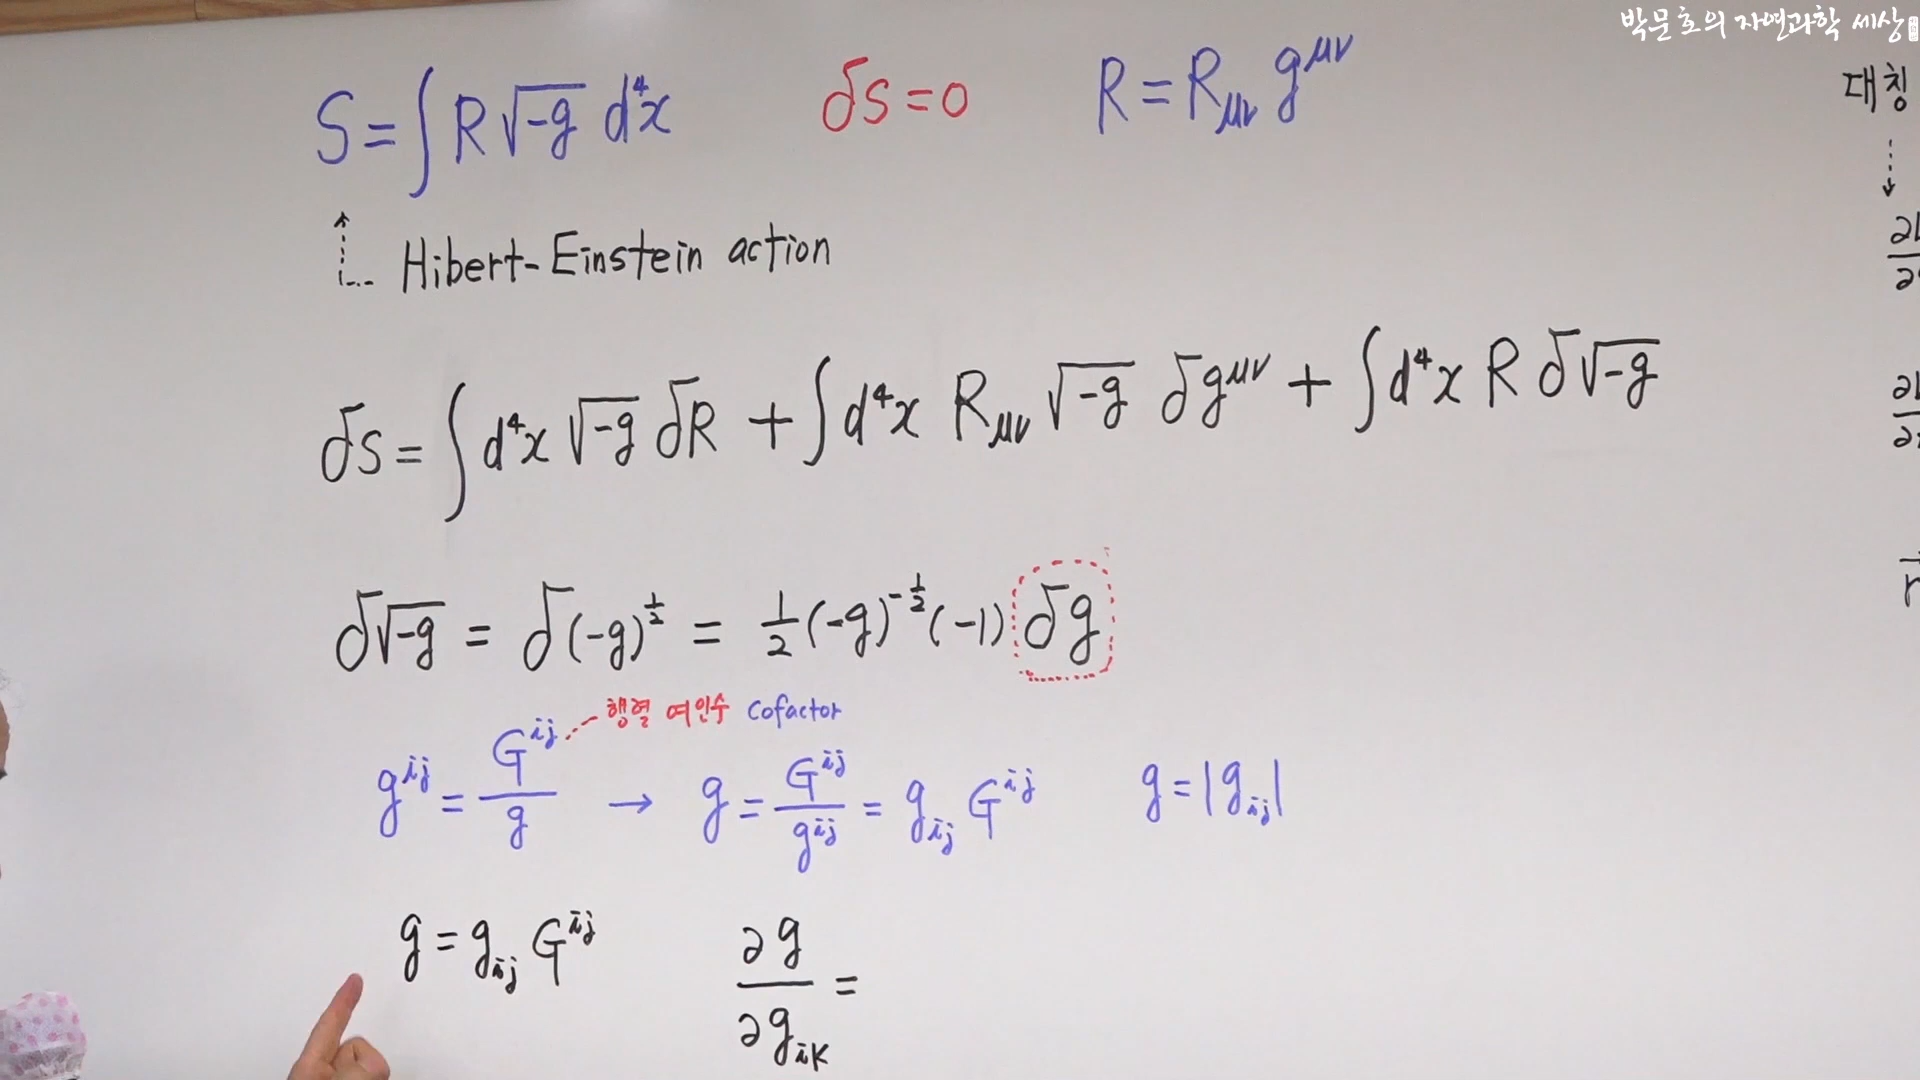 박문호의 자연과학 세상
S = ∫ R √-g d⁴x    δS = 0    R = R_μν g^μν
대칭
Hibert-Einstein action
δS = ∫ d⁴x √-g δR + ∫ d⁴x R_μν √-g δg^μν + ∫ d⁴x R δ√-g
δ√-g = δ(-g)^½ = ½ (-g)^-½ (-1) δg
행렬 여인수 Cofactor
g^ij = G^ij / g → g = G^ij / g^ij = g_ij G^ij    g = |g_ij|
g = g_ij G^ij    ∂g / ∂g_iK =